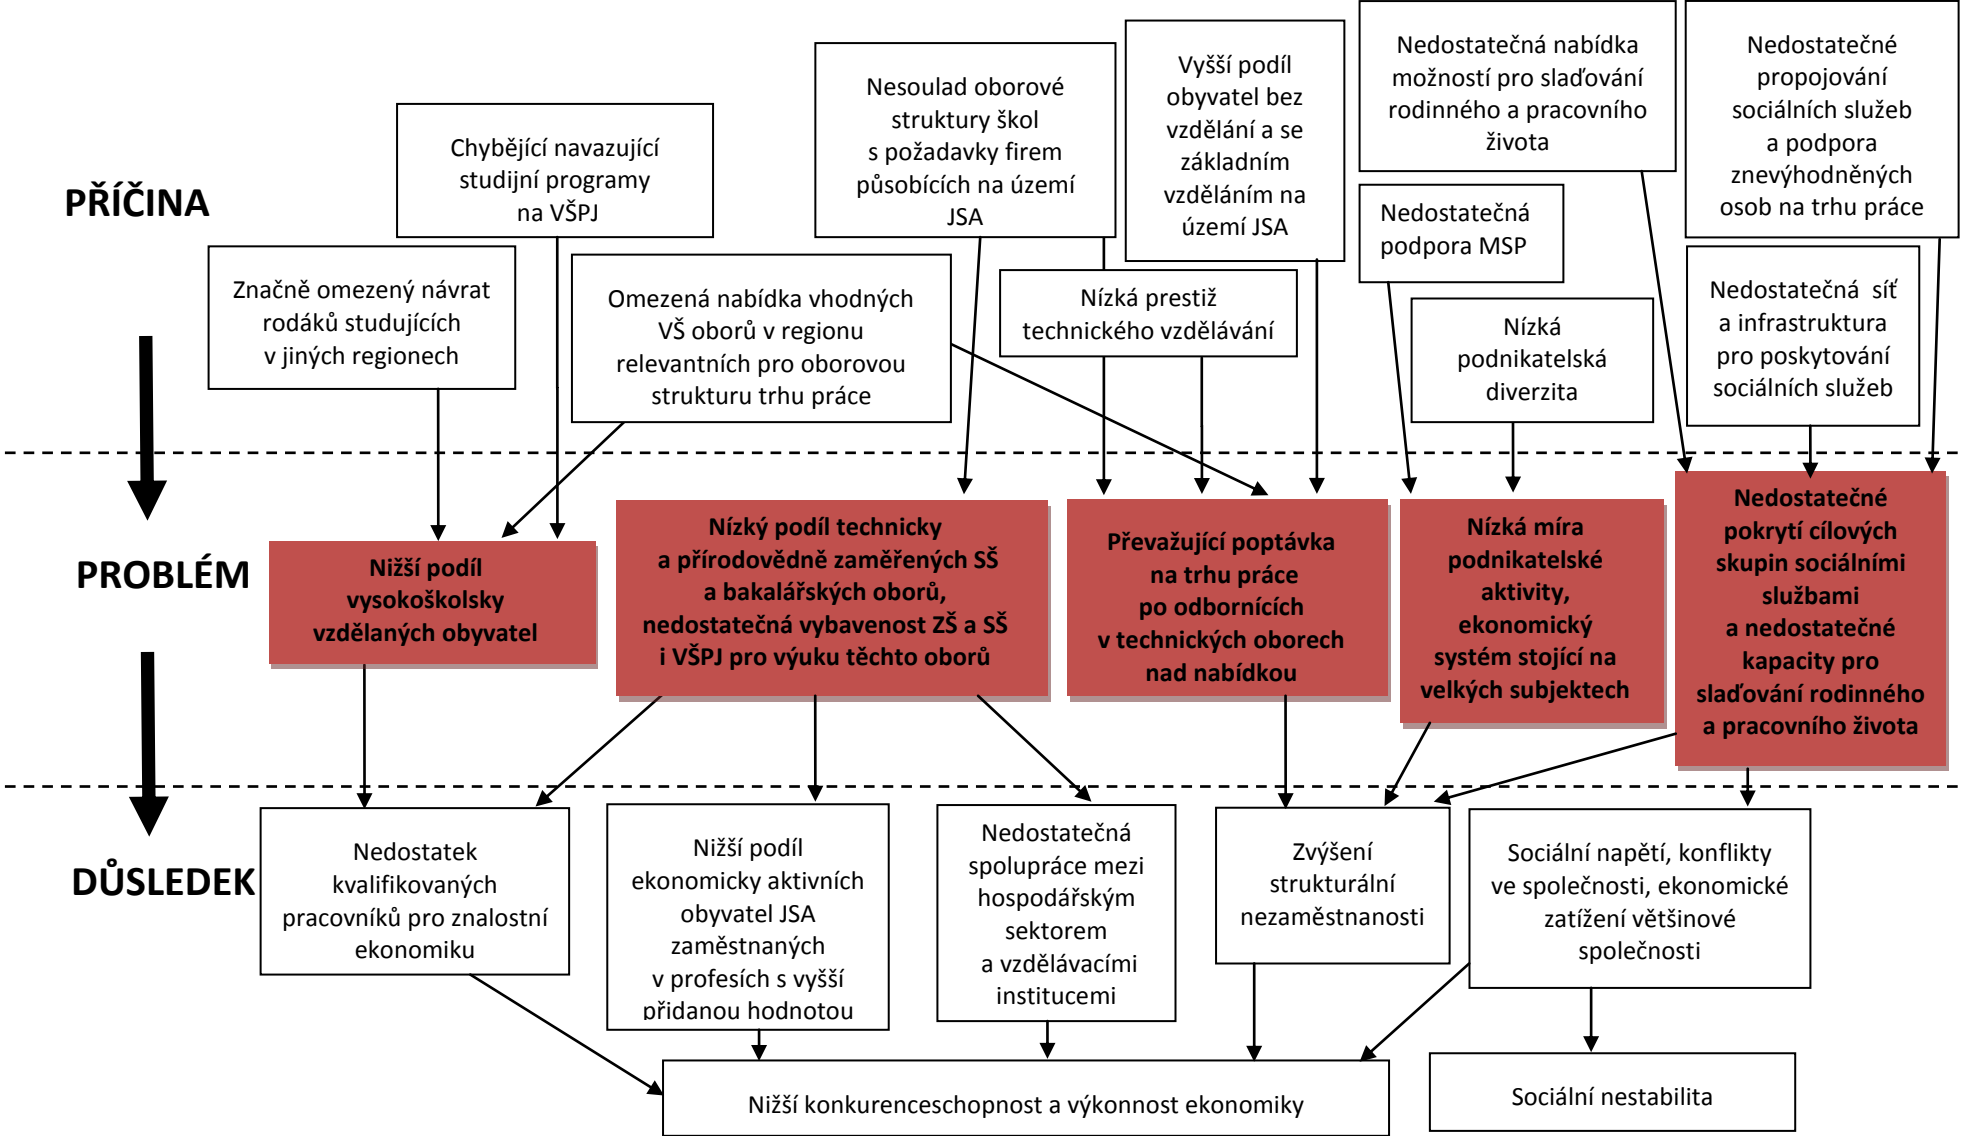 PŘÍČINA
Chybějící navazující
studijní programy
na VŠPJ
Nesoulad oborové
struktury škol
s požadavky firem
působících na území
JSA
Vyšší podíl
obyvatel bez
vzdělání a se
základním
vzděláním na
území JSA
Nedostatečná nabídka
možností pro slaďování
rodinného a pracovního
života
Nedostatečné
propojování
sociálních služeb
a podpora
znevýhodněných
osob na trhu práce
Nedostatečná
podpora MSP
Značně omezený návrat
rodáků studujících
v jiných regionech
Omezená nabídka vhodných
VŠ oborů v regionu
relevantních pro oborovou
strukturu trhu práce
Nízká prestiž
technického vzdělávání
Nízká
podnikatelská
diverzita
Nedostatečná síť
a infrastruktura
pro poskytování
sociálních služeb
PROBLÉM
Nižší podíl
vysokoškolsky
vzdělaných obyvatel
Nízký podíl technicky
a přírodovědně zaměřených SŠ
a bakalářských oborů,
nedostatečná vybavenost ZŠ a SŠ
i VŠPJ pro výuku těchto oborů
Převažující poptávka
na trhu práce
po odbornících
v technických oborech
nad nabídkou
Nízká míra
podnikatelské
aktivity,
ekonomický
systém stojící na
velkých subjektech
Nedostatečné
pokrytí cílových
skupin sociálními
službami
a nedostatečné
kapacity pro
slaďování rodinného
a pracovního života
DŮSLEDEK
Nedostatek
kvalifikovaných
pracovníků pro znalostní
ekonomiku
Nižší podíl
ekonomicky aktivních
obyvatel JSA
zaměstnaných
v profesích s vyšší
přidanou hodnotou
Nedostatečná
spolupráce mezi
hospodářským
sektorem
a vzdělávacími
institucemi
Zvýšení
strukturální
nezaměstnanosti
Sociální napětí, konflikty
ve společnosti, ekonomické
zatížení většinové
společnosti
Nižší konkurenceschopnost a výkonnost ekonomiky
Sociální nestabilita